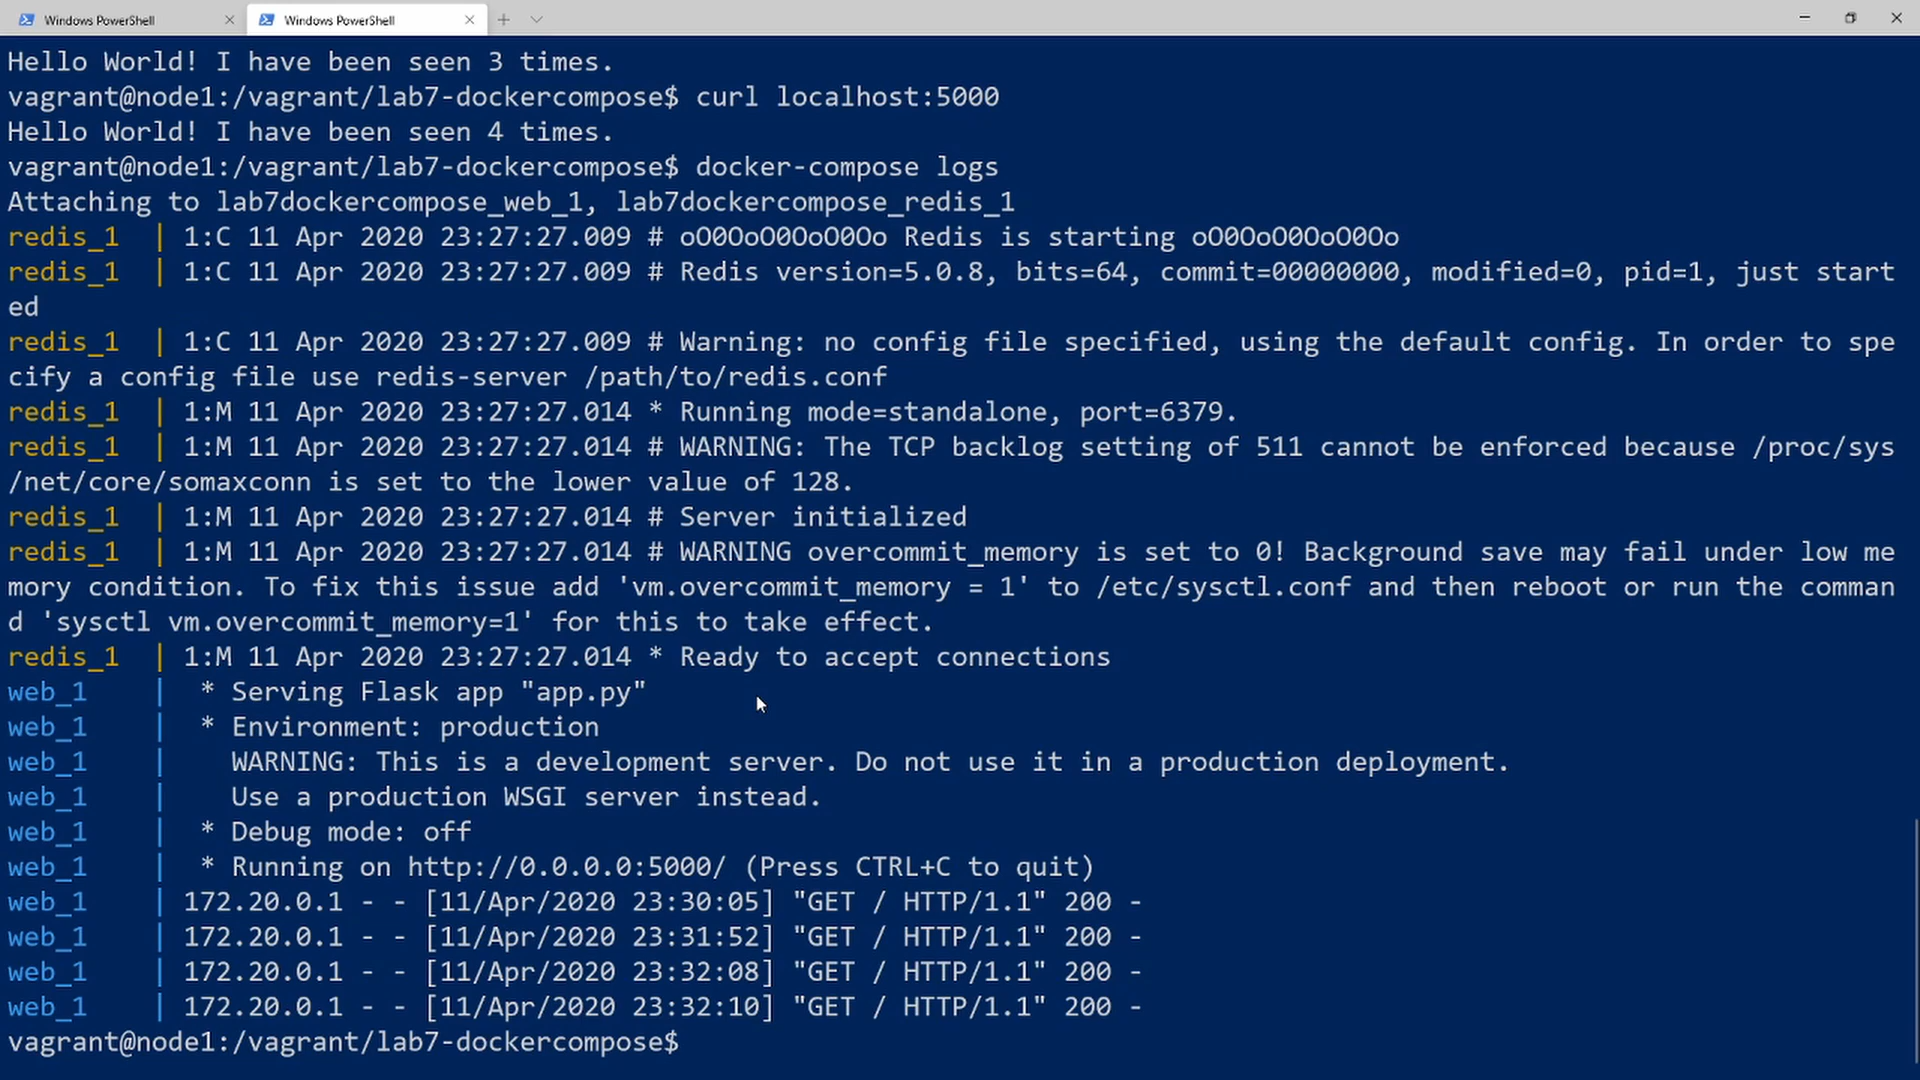 Windows PowerShell
Windows PowerShell
Hello World! I have been seen 3 times.
vagrant@node1:/vagrant/lab7-dockercompose$ curl localhost:5000
Hello World! I have been seen 4 times.
vagrant@node1:/vagrant/lab7-dockercompose$ docker-compose logs
Attaching to lab7dockercompose_web_1, lab7dockercompose_redis_1
redis_1  | 1:C 11 Apr 2020 23:27:27.009 # oO0OoO0OoO0Oo Redis is starting oO0OoO0OoO0Oo
redis_1  | 1:C 11 Apr 2020 23:27:27.009 # Redis version=5.0.8, bits=64, commit=00000000, modified=0, pid=1, just start
ed
redis_1  | 1:C 11 Apr 2020 23:27:27.009 # Warning: no config file specified, using the default config. In order to spe
cify a config file use redis-server /path/to/redis.conf
redis_1  | 1:M 11 Apr 2020 23:27:27.014 * Running mode=standalone, port=6379.
redis_1  | 1:M 11 Apr 2020 23:27:27.014 # WARNING: The TCP backlog setting of 511 cannot be enforced because /proc/sys
/net/core/somaxconn is set to the lower value of 128.
redis_1  | 1:M 11 Apr 2020 23:27:27.014 # Server initialized
redis_1  | 1:M 11 Apr 2020 23:27:27.014 # WARNING overcommit_memory is set to 0! Background save may fail under low me
mory condition. To fix this issue add 'vm.overcommit_memory = 1' to /etc/sysctl.conf and then reboot or run the comman
d 'sysctl vm.overcommit_memory=1' for this to take effect.
redis_1  | 1:M 11 Apr 2020 23:27:27.014 * Ready to accept connections
web_1    |  * Serving Flask app "app.py"
web_1    |  * Environment: production
web_1    |    WARNING: This is a development server. Do not use it in a production deployment.
web_1    |    Use a production WSGI server instead.
web_1    |  * Debug mode: off
web_1    |  * Running on http://0.0.0.0:5000/ (Press CTRL+C to quit)
web_1    | 172.20.0.1 - - [11/Apr/2020 23:30:05] "GET / HTTP/1.1" 200 -
web_1    | 172.20.0.1 - - [11/Apr/2020 23:31:52] "GET / HTTP/1.1" 200 -
web_1    | 172.20.0.1 - - [11/Apr/2020 23:32:08] "GET / HTTP/1.1" 200 -
web_1    | 172.20.0.1 - - [11/Apr/2020 23:32:10] "GET / HTTP/1.1" 200 -
vagrant@node1:/vagrant/lab7-dockercompose$